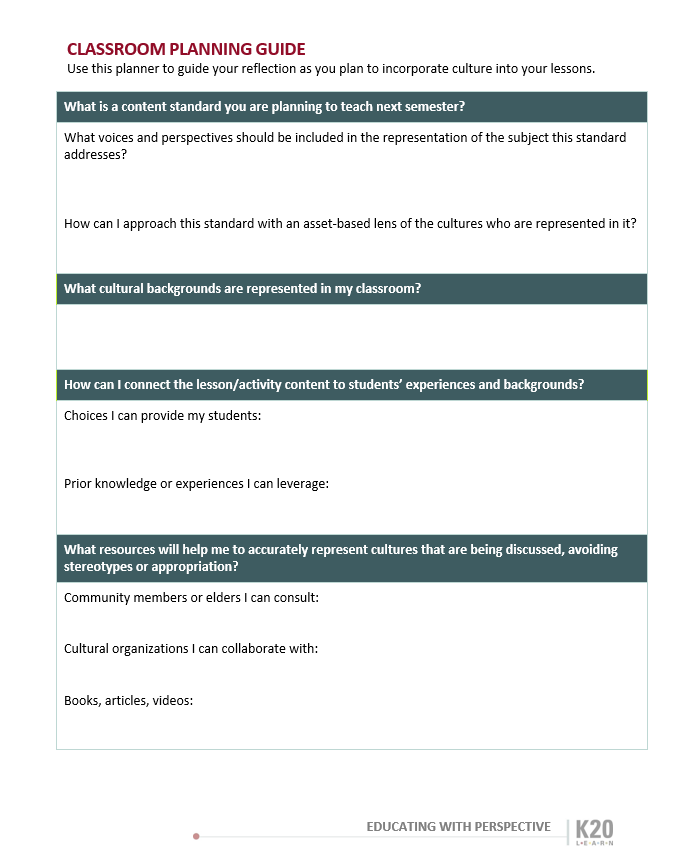 CLASSROOM PLANNING GUIDE
Use this planner to guide your reflection as you plan to incorporate culture into your lessons.
What is a content standard you are planning to teach next semester?
What voices and perspectives should be included in the representation of the subject this standard
addresses?
How can I approach this standard with an asset-based lens of the cultures who are represented in it?
What cultural backgrounds are represented in my classroom?
How can I connect the lesson/activity content to students’ experiences and backgrounds?
Choices I can provide my students:
Prior knowledge or experiences I can leverage:
What resources will help me to accurately represent cultures that are being discussed, avoiding
stereotypes or appropriation?
Community members or elders I can consult:
Cultural organizations I can collaborate with:
Books, articles, videos:
EDUCATING WITH PERSPECTIVE
K20
L•E•A•R•N